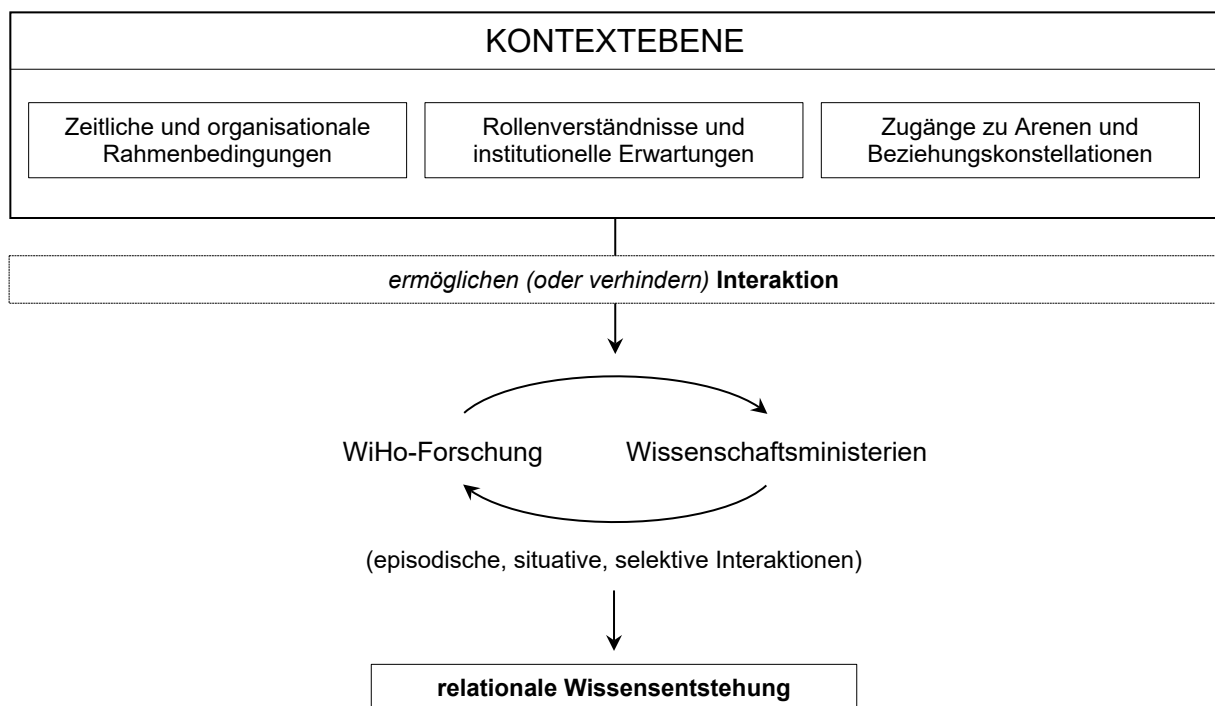 KONTEXTEBENE
Zeitliche und organisationale
Rahmenbedingungen
Rollenverständnisse und
institutionelle Erwartungen
Zugänge zu Arenen und
Beziehungskonstellationen
ermöglichen (oder verhindern) Interaktion
WiHo-Forschung
Wissenschaftsministerien
(episodische, situative, selektive Interaktionen)
relationale Wissensentstehung